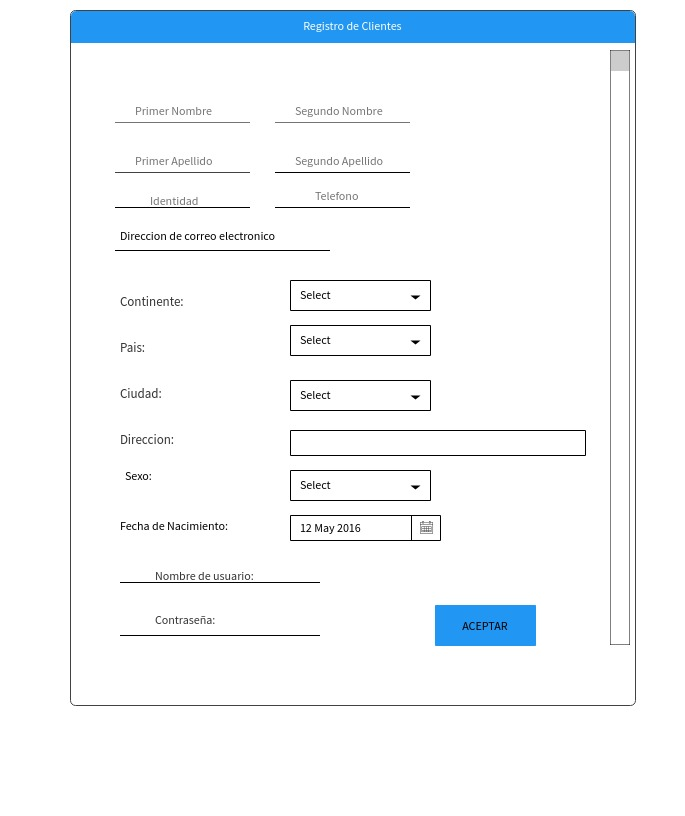 Registro de Clientes
Primer Nombre Segundo Nombre
Primer Apellido Segundo Apellido
Identidad Telefono
Direccion de correo electronico
Continente: Select
Pais: Select
Ciudad: Select
Direccion:
Sexo: Select
Fecha de Nacimiento: 12 May 2016
Nombre de usuario:
Contraseña:
ACEPTAR